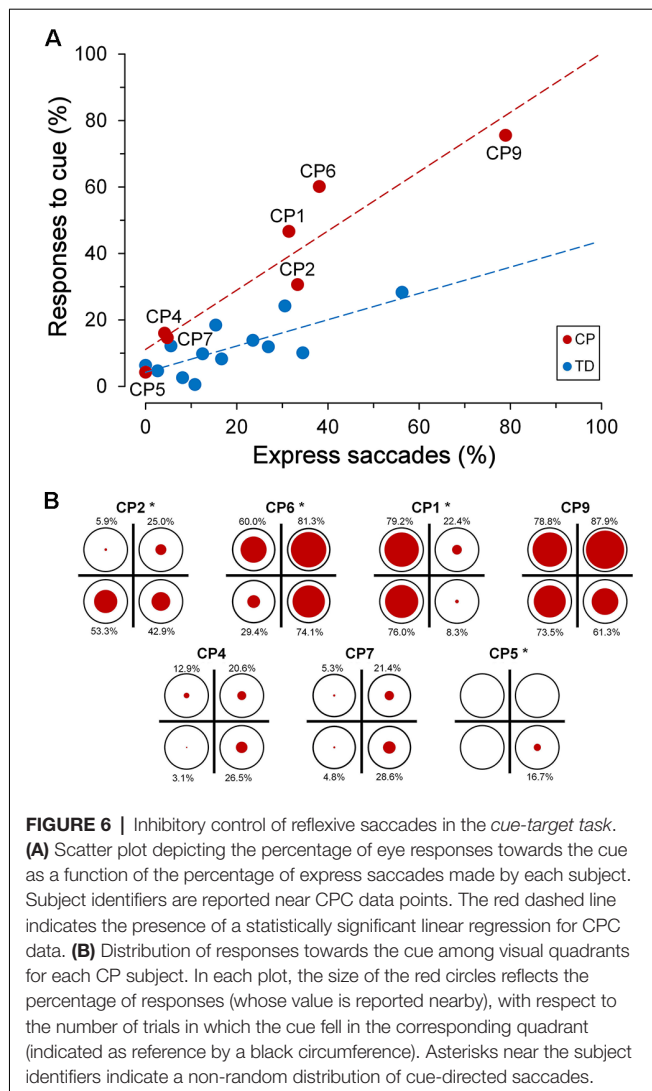 A
Responses to cue (%)
100
80
60
40
20
0
CP9
CP6
CP1
CP2
CP4
CP7
CP5
CP
TD
0 20 40 60 80 100
Express saccades (%)
B
CP2 * CP6 * CP1 * CP9
5.9% 25.0% 60.0% 81.3% 79.2% 22.4% 78.8% 87.9%
53.3% 42.9% 29.4% 74.1% 76.0% 8.3% 73.5% 61.3%
CP4 CP7 CP5 *
12.9% 20.6% 5.3% 21.4%
3.1% 26.5% 4.8% 28.6% 16.7%
FIGURE 6 | Inhibitory control of reflexive saccades in the cue-target task.
(A) Scatter plot depicting the percentage of eye responses towards the cue
as a function of the percentage of express saccades made by each subject.
Subject identifiers are reported near CPC data points. The red dashed line
indicates the presence of a statistically significant linear regression for CPC
data. (B) Distribution of responses towards the cue among visual quadrants
for each CP subject. In each plot, the size of the red circles reflects the
percentage of responses (whose value is reported nearby), with respect to
the number of trials in which the cue fell in the corresponding quadrant
(indicated as reference by a black circumference). Asterisks near the subject
identifiers indicate a non-random distribution of cue-directed saccades.